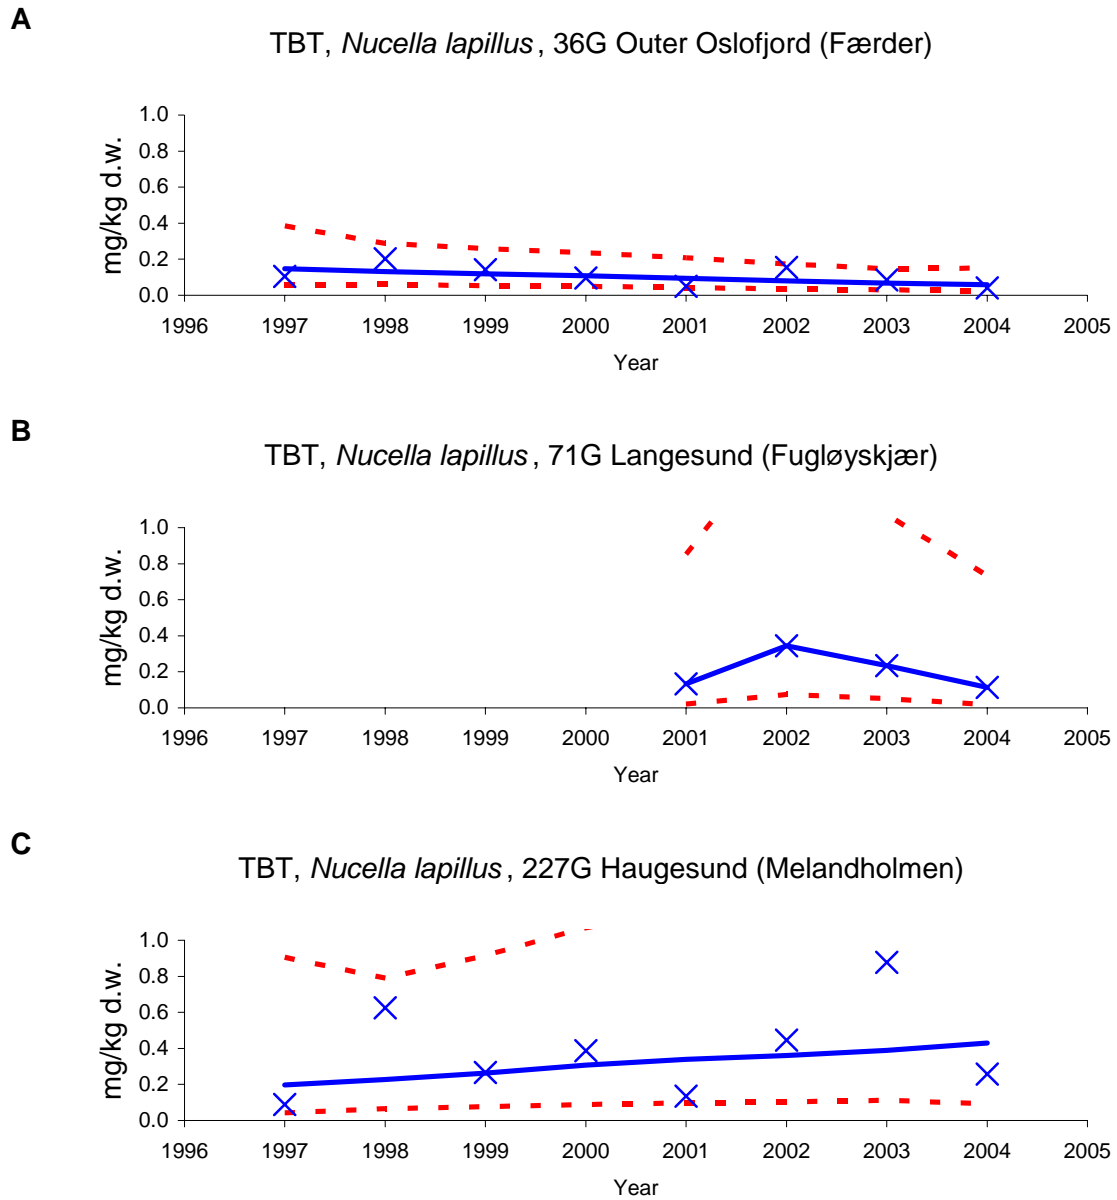 A
TBT, Nucella lapillus, 36G Outer Oslofjord (Færder)
mg/kg d.w.
1.0
0.8
0.6
0.4
0.2
0.0
1996 1997 1998 1999 2000 2001 2002 2003 2004 2005
Year
B
TBT, Nucella lapillus, 71G Langesund (Fugløyskjær)
mg/kg d.w.
1.0
0.8
0.6
0.4
0.2
0.0
1996 1997 1998 1999 2000 2001 2002 2003 2004 2005
Year
C
TBT, Nucella lapillus, 227G Haugesund (Melandholmen)
mg/kg d.w.
1.0
0.8
0.6
0.4
0.2
0.0
1996 1997 1998 1999 2000 2001 2002 2003 2004 2005
Year